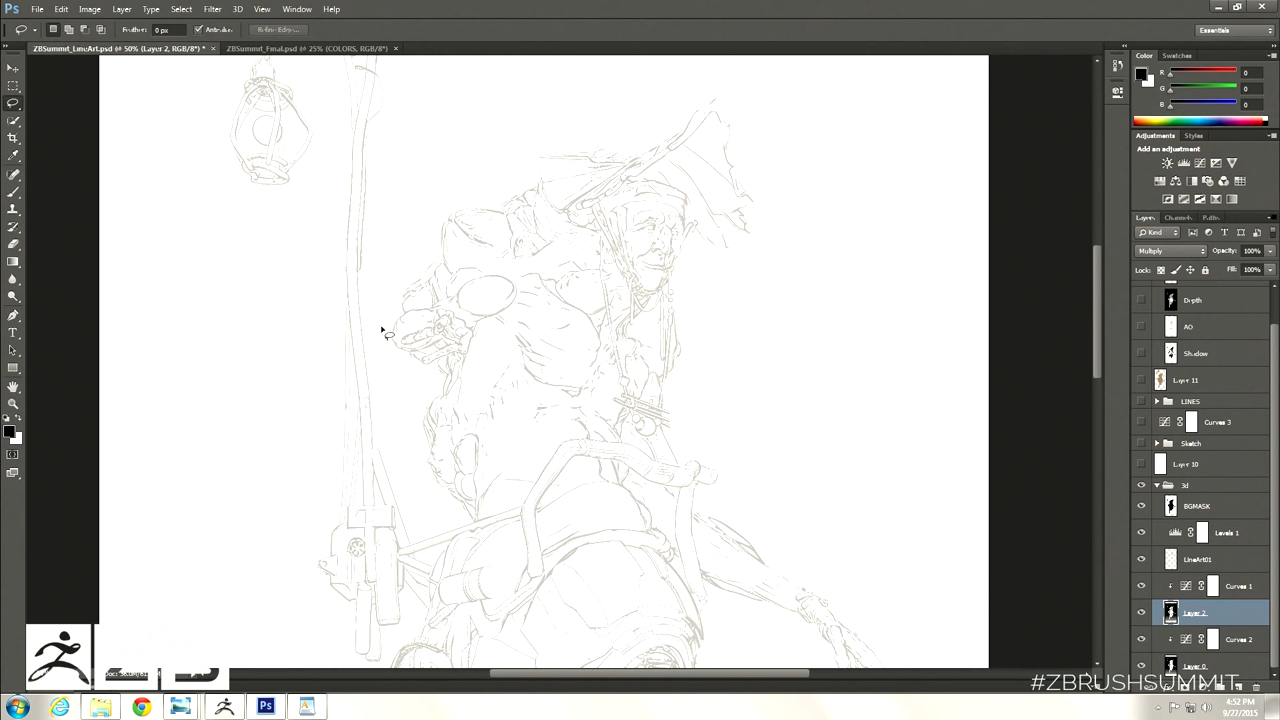 Ps File Edit Image Layer Type Select Filter 3D View Window Help
Feather: 0 px Anti-alias Refine Edge... Essentials
ZBSummit_LineArt.psd @ 50% (Layer 2, RGB/8*) * × ZBSummit_Final.psd @ 25% (COLORS, RGB/8*) ×
Color Swatches
R 0
G 0
B 0
Adjustments Styles
Add an adjustment
Layers Channels Paths
Kind
Multiply Opacity: 100%
Lock: Fill: 100%
Depth
AO
Shadow
Layer 11
LINES
Curves 3
Sketch
Layer 10
3d
BGMASK
Levels 1
LineArt01
Curves 1
Layer 2
Curves 2
Layer 0
#ZBRUSHSUMMIT
Ps
4:52 PM
9/27/2015